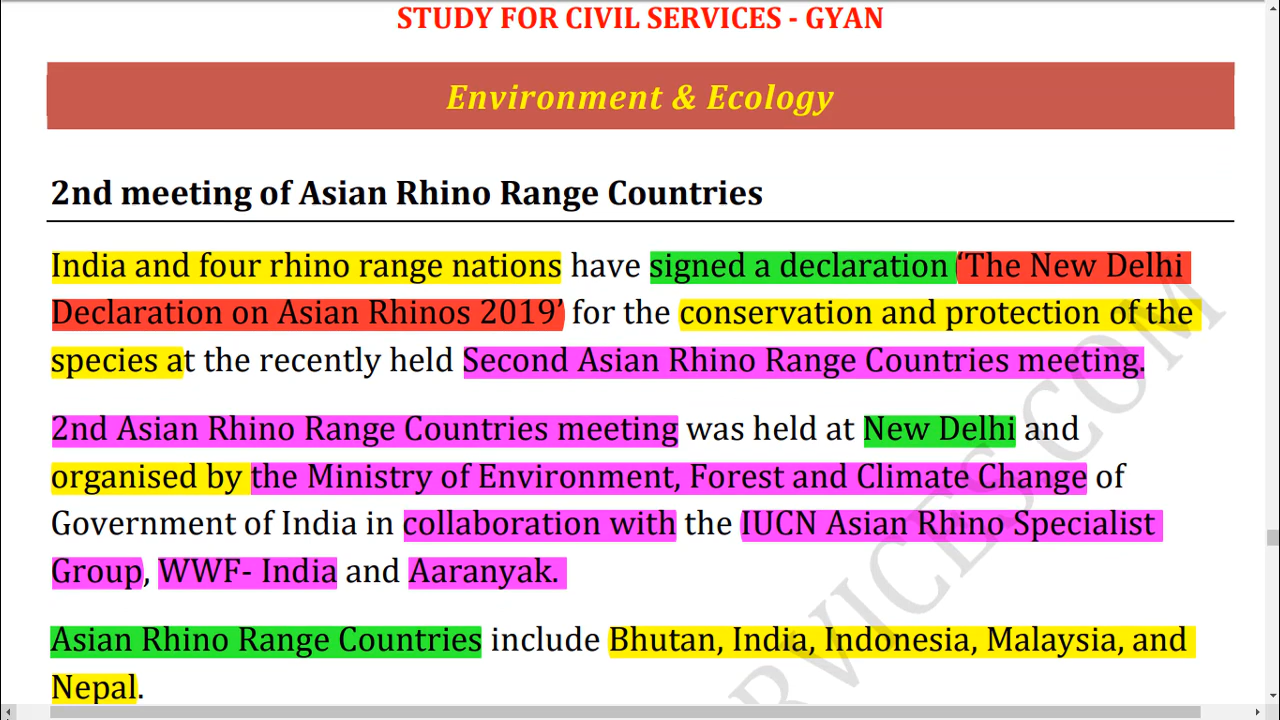 STUDY FOR CIVIL SERVICES - GYAN
Environment & Ecology
2nd meeting of Asian Rhino Range Countries
India and four rhino range nations have signed a declaration ‘The New Delhi
Declaration on Asian Rhinos 2019’ for the conservation and protection of the
species at the recently held Second Asian Rhino Range Countries meeting.
2nd Asian Rhino Range Countries meeting was held at New Delhi and
organised by the Ministry of Environment, Forest and Climate Change of
Government of India in collaboration with the IUCN Asian Rhino Specialist
Group, WWF- India and Aaranyak.
Asian Rhino Range Countries include Bhutan, India, Indonesia, Malaysia, and
Nepal.
RVICES.COM